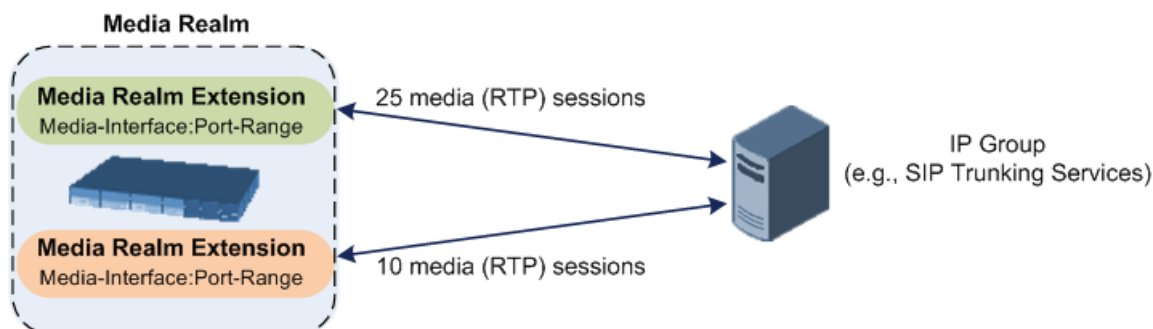 Media Realm
Media Realm Extension
Media-Interface:Port-Range
25 media (RTP) sessions
IP Group
(e.g., SIP Trunking Services)
Media Realm Extension
Media-Interface:Port-Range
10 media (RTP) sessions